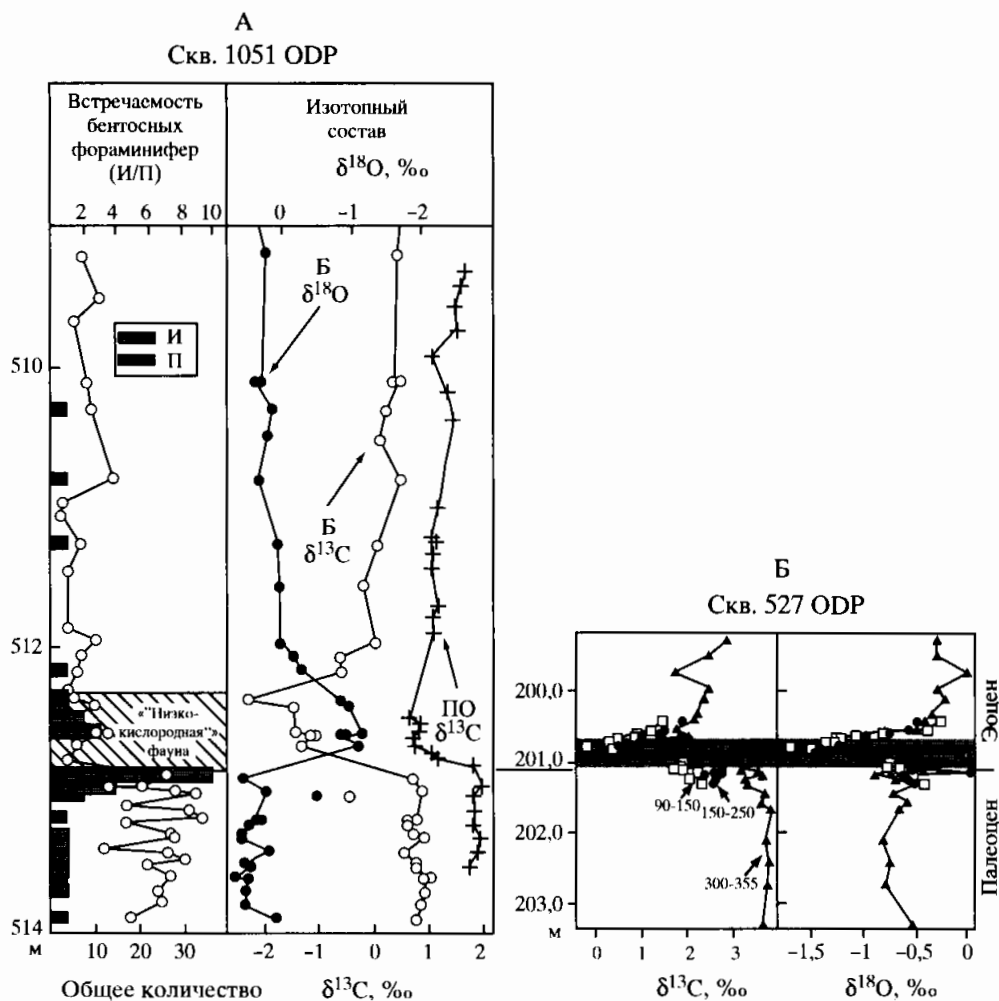 А
Скв. 1051 ODP
Встречаемость
бентосных
фораминифер
(И/П)
2 4 6 8 10
Изотопный
состав
δ¹⁸O, ‰
0 −1 −2
Б
δ¹⁸O
И
П
510
Б
δ¹³C
512
«"Низко-
кислородная"»
фауна
ПО
δ¹³C
514
м
10 20 30
Общее количество
−2 −1 0 1 2
δ¹³C, ‰
Б
Скв. 527 ODP
200,0
201,0
202,0
203,0
м
90-150
150-250
300-355
0 1 2 3
δ¹³C, ‰
−1,5 −0,5 0
δ¹⁸O, ‰
Эоцен
Палеоцен